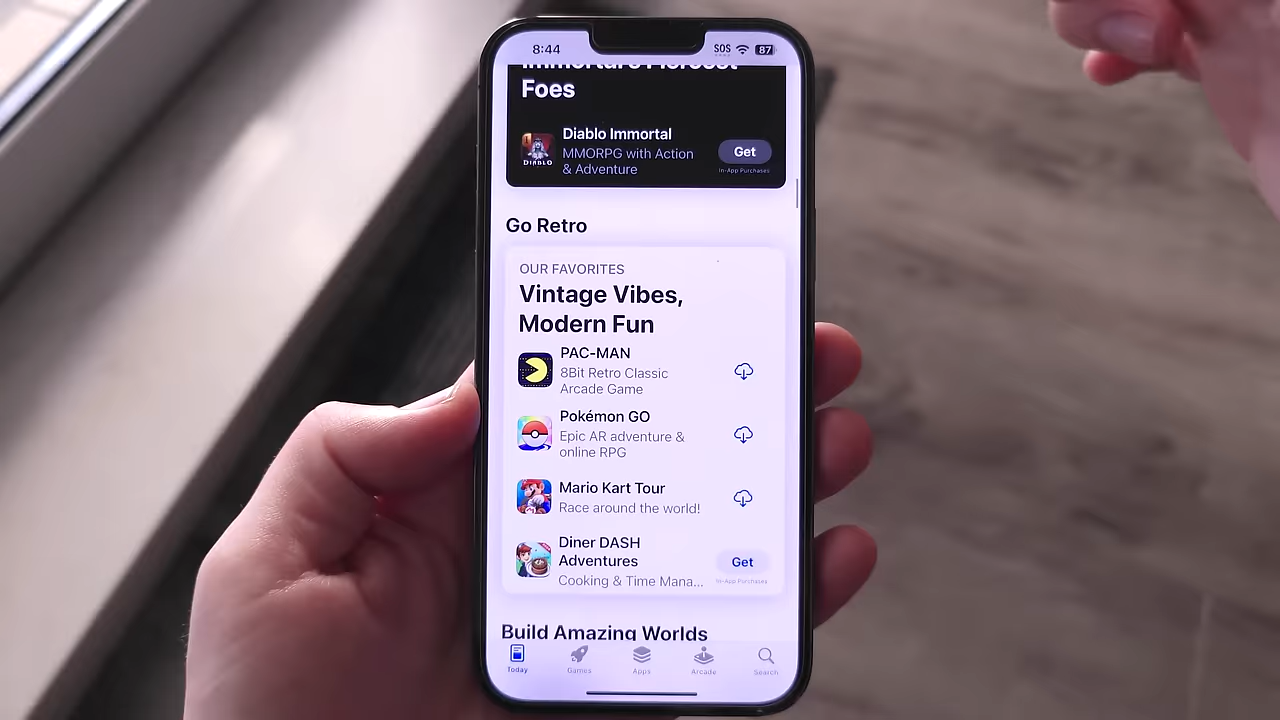 8:44
SOS
87
Foes
Diablo Immortal
MMORPG with Action
& Adventure
Get
In-App Purchases
DIABLO
Go Retro
OUR FAVORITES
Vintage Vibes,
Modern Fun
PAC-MAN
8Bit Retro Classic
Arcade Game
Pokémon GO
Epic AR adventure &
online RPG
Mario Kart Tour
Race around the world!
Diner DASH
Adventures
Cooking & Time Mana...
Get
In-App Purchases
Build Amazing Worlds
Today
Games
Apps
Arcade
Search